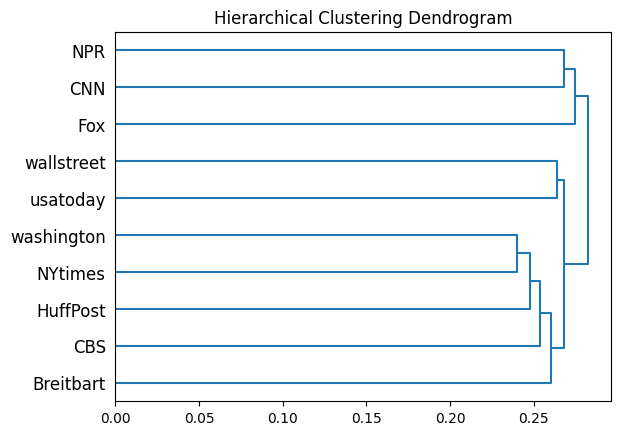 Hierarchical Clustering Dendrogram
NPR
CNN
Fox
wallstreet
usatoday
washington
NYtimes
HuffPost
CBS
Breitbart
0.00 0.05 0.10 0.15 0.20 0.25